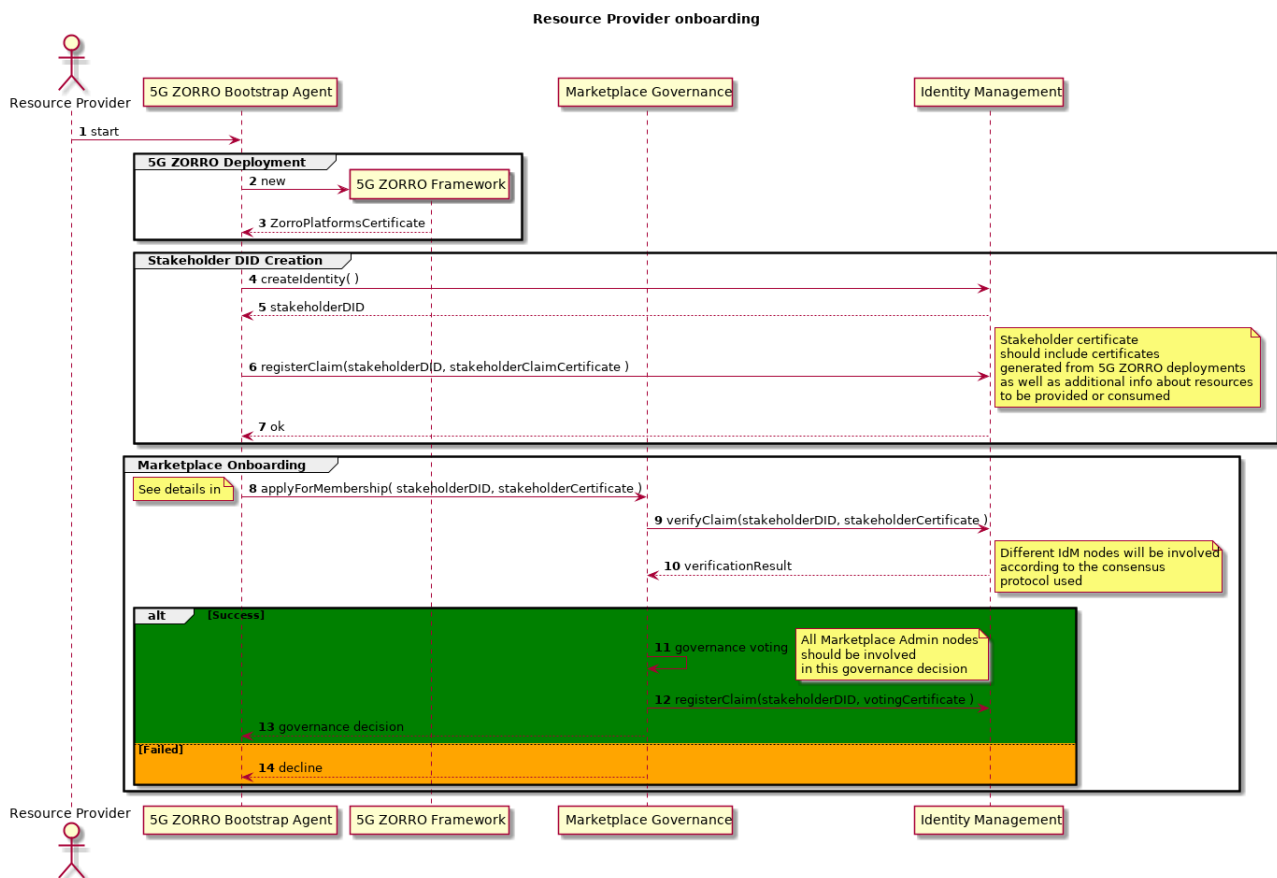 Resource Provider onboarding
Resource Provider
5G ZORRO Bootstrap Agent
Marketplace Governance
Identity Management
1 start
5G ZORRO Deployment
2 new
5G ZORRO Framework
3 ZorroPlatformsCertificate
Stakeholder DID Creation
4 createIdentity( )
5 stakeholderDID
Stakeholder certificate
should include certificates
generated from 5G ZORRO deployments
as well as additional info about resources
to be provided or consumed
6 registerClaim(stakeholderDID, stakeholderClaimCertificate )
7 ok
Marketplace Onboarding
See details in
8 applyForMembership( stakeholderDID, stakeholderCertificate )
9 verifyClaim(stakeholderDID, stakeholderCertificate )
Different IdM nodes will be involved
according to the consensus
protocol used
10 verificationResult
alt
[Success]
11 governance voting
All Marketplace Admin nodes
should be involved
in this governance decision
12 registerClaim(stakeholderDID, votingCertificate )
13 governance decision
[Failed]
14 decline
Resource Provider
5G ZORRO Bootstrap Agent
5G ZORRO Framework
Marketplace Governance
Identity Management